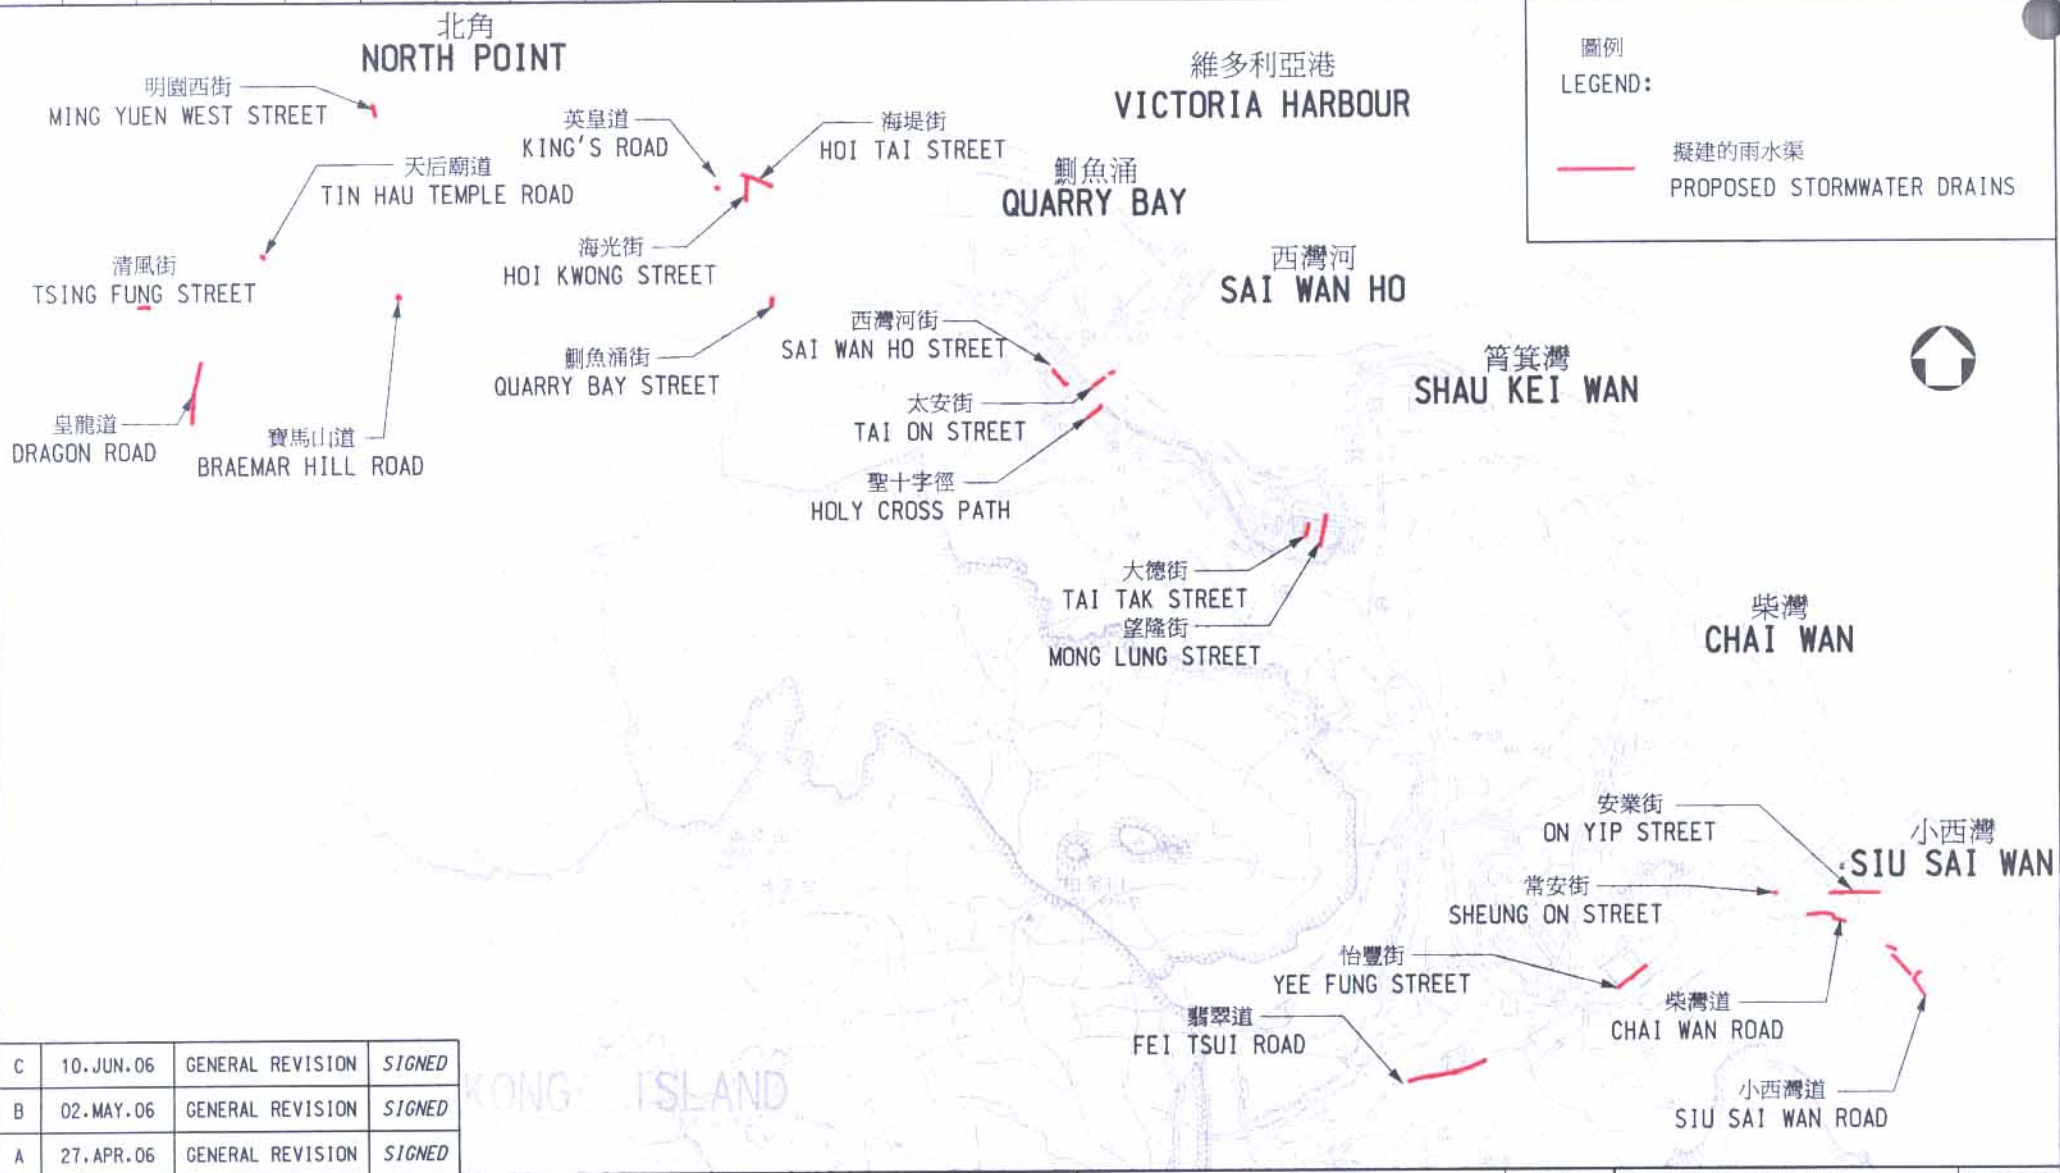 北角
NORTH POINT
維多利亞港
VICTORIA HARBOUR
圖例
LEGEND:
擬建的雨水渠
PROPOSED STORMWATER DRAINS
明園西街
MING YUEN WEST STREET
英皇道
KING'S ROAD
海堤街
HOI TAI STREET
天后廟道
TIN HAU TEMPLE ROAD
鰂魚涌
QUARRY BAY
海光街
HOI KWONG STREET
清風街
TSING FUNG STREET
西灣河
SAI WAN HO
西灣河街
SAI WAN HO STREET
鰂魚涌街
QUARRY BAY STREET
筲箕灣
SHAU KEI WAN
皇龍道
DRAGON ROAD
寶馬山道
BRAEMAR HILL ROAD
太安街
TAI ON STREET
聖十字徑
HOLY CROSS PATH
大德街
TAI TAK STREET
望隆街
MONG LUNG STREET
柴灣
CHAI WAN
安業街
ON YIP STREET
小西灣
SIU SAI WAN
常安街
SHEUNG ON STREET
怡豐街
YEE FUNG STREET
柴灣道
CHAI WAN ROAD
翡翠道
FEI TSUI ROAD
小西灣道
SIU SAI WAN ROAD
KONG ISLAND
C 10.JUN.06 GENERAL REVISION SIGNED
B 02.MAY.06 GENERAL REVISION SIGNED
A 27.APR.06 GENERAL REVISION SIGNED